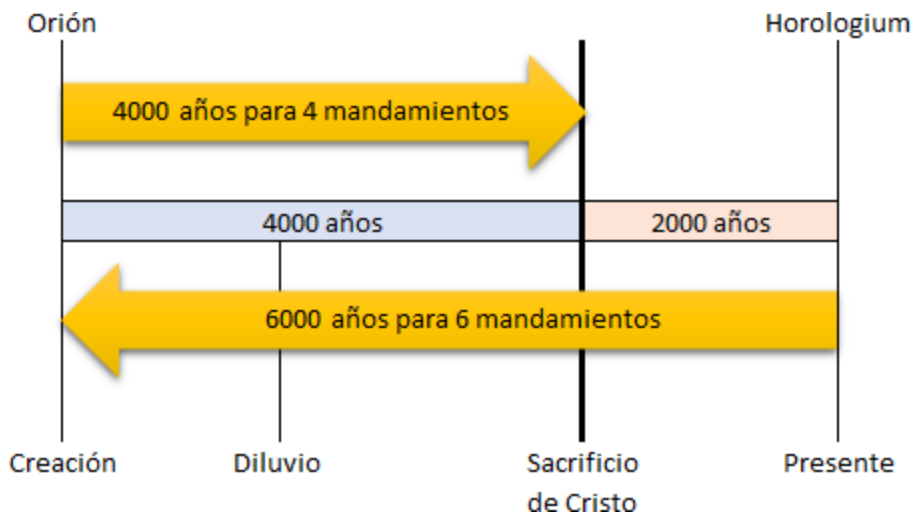 Orión
Horologium
4000 años para 4 mandamientos
4000 años
2000 años
6000 años para 6 mandamientos
Creación
Diluvio
Sacrificio
de Cristo
Presente